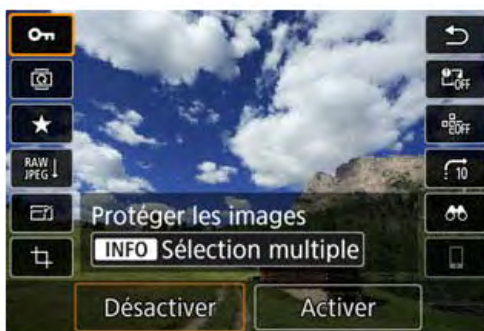 RAW
JPEG
OFF
OFF
10
Protéger les images
INFO Sélection multiple
Désactiver
Activer